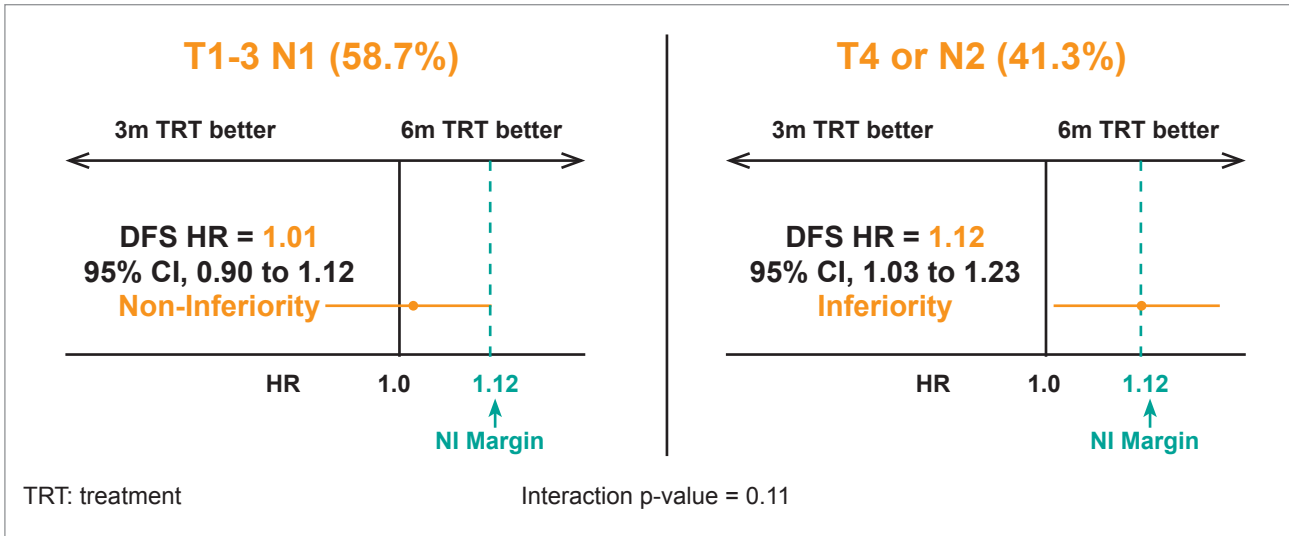 T1-3 N1 (58.7%)
3m TRT better
6m TRT better
DFS HR = 1.01
95% CI, 0.90 to 1.12
Non-Inferiority
HR
1.0
1.12
NI Margin
T4 or N2 (41.3%)
3m TRT better
6m TRT better
DFS HR = 1.12
95% CI, 1.03 to 1.23
Inferiority
HR
1.0
1.12
NI Margin
TRT: treatment
Interaction p-value = 0.11